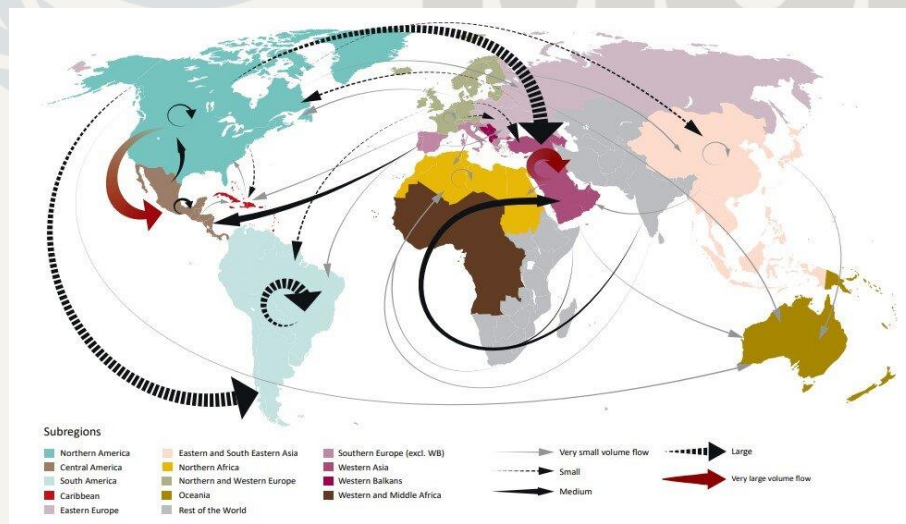 Subregions
Northern America
Central America
South America
Caribbean
Eastern Europe
Eastern and South Eastern Asia
Northern Africa
Northern and Western Europe
Oceania
Rest of the World
Southern Europe (excl. WB)
Western Asia
Western Balkans
Western and Middle Africa
Very small volume flow
Small
Medium
Large
Very large volume flow